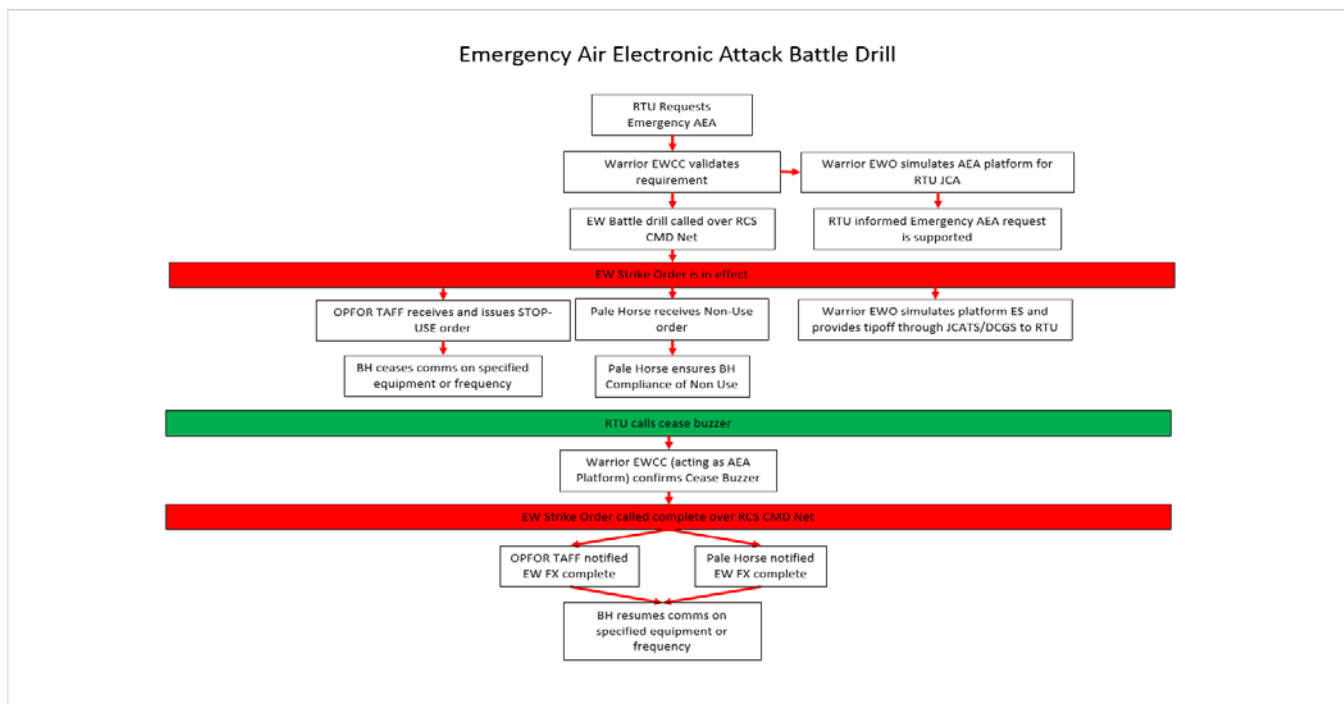 Emergency Air Electronic Attack Battle Drill
RTU Requests
Emergency AEA
Warrior EWCC validates
requirement
Warrior EWO simulates AEA platform for
RTU JCA
EW Battle drill called over RCS
CMD Net
RTU informed Emergency AEA request
is supported
EW Strike Order is in effect
OPFOR TAFF receives and issues STOP-
USE order
Pale Horse receives Non-Use
order
Warrior EWO simulates platform ES and
provides tipoff through JCATS/DCGS to RTU
BH ceases comms on specified
equipment or frequency
Pale Horse ensures BH
Compliance of Non Use
RTU calls cease buzzer
Warrior EWCC (acting as AEA
Platform) confirms Cease Buzzer
EW Strike Order called complete over RCS CMD Net
OPFOR TAFF notified
EW FX complete
Pale Horse notified
EW FX complete
BH resumes comms on
specified equipment or
frequency